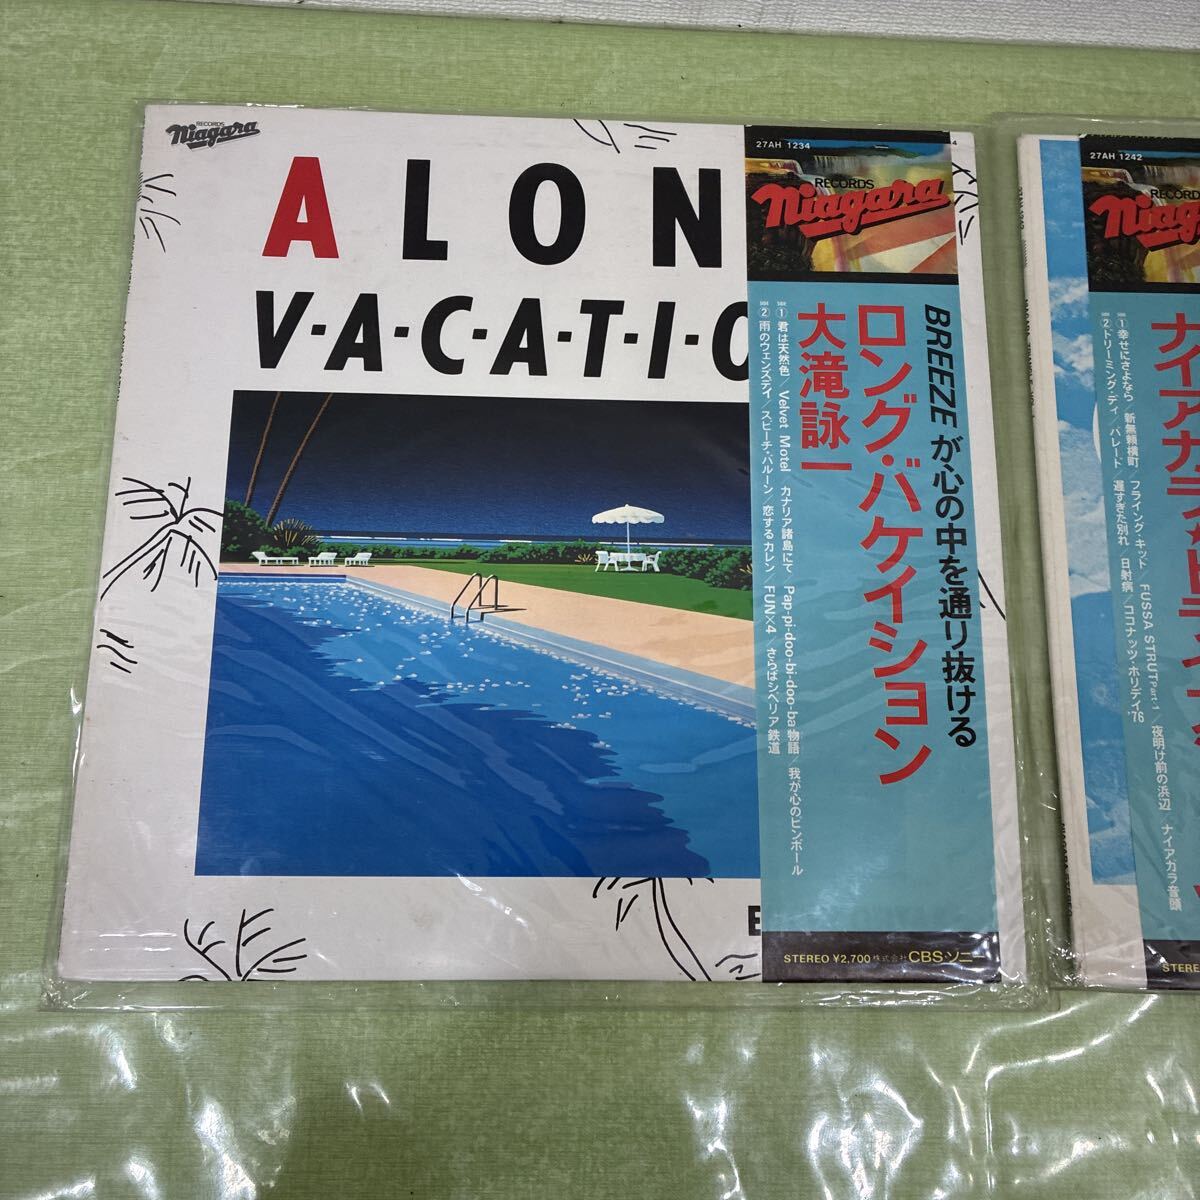 RECORDS
Niagara
A LON
V-A-C-A-T-I-O
E
27AH 1234
4
RECORDS
Niagara
BREEZEが心の中を通り抜ける
ロング・バケイション
大滝詠一
SIDE ① 君は天然色/Velvet Motel カナリア諸島にて Pap-pi-doo-bi-doo-ba物語/我が心のピンボール
SIDE ② 雨のウェンズデイ/スピーチ・バルーン/恋するカレン/FUN×4/さらばシベリア鉄道
STEREO ¥2,700 株式会社 CBS・ソニ
27AH 1242
RECORDS
Niagara
ナイアガラ・トライ
SIDE ① 幸せにさよなら 新無頼横町/フライング・キッド FUSSA STRUT Part-1/夜明け前の浜辺/ナイアガラ音頭
SIDE ② ドリーミング・デイ/パレード 遅すぎた別れ/日射病/ココナッツ・ホリデイ'76
STEREO